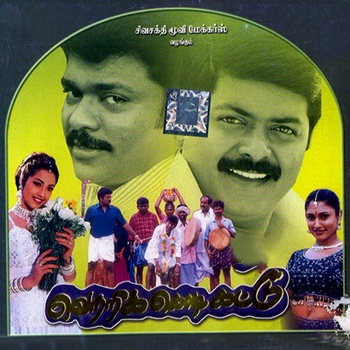 சிவசக்தி மூவி மேக்கர்ஸ்
வழங்கும்
வெற்றிக் கொடி கட்டு